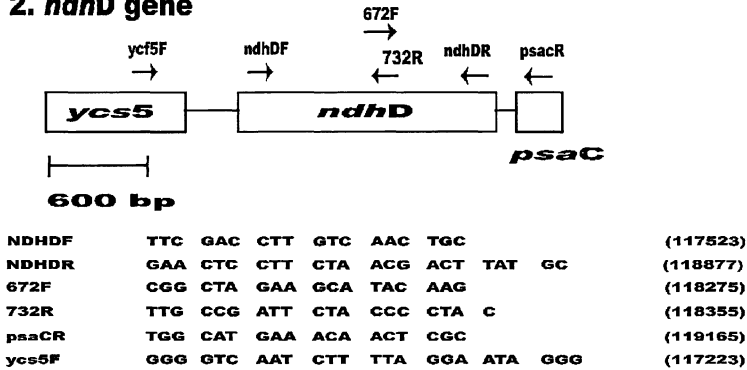 2. ndhD gene
672F
ycf5F ndhDF 732R ndhDR psacR
ycs5 ndhD
psaC
600 bp
NDHDF TTC GAC CTT GTC AAC TGC (117523)
NDHDR GAA CTC CTT CTA ACG ACT TAT GC (118877)
672F CGG CTA GAA GCA TAC AAG (118275)
732R TTG CCG ATT CTA CCC CTA C (118355)
psaCR TGG CAT GAA ACA ACT CGC (119165)
ycs5F GGG GTC AAT CTT TTA GGA ATA GGG (117223)